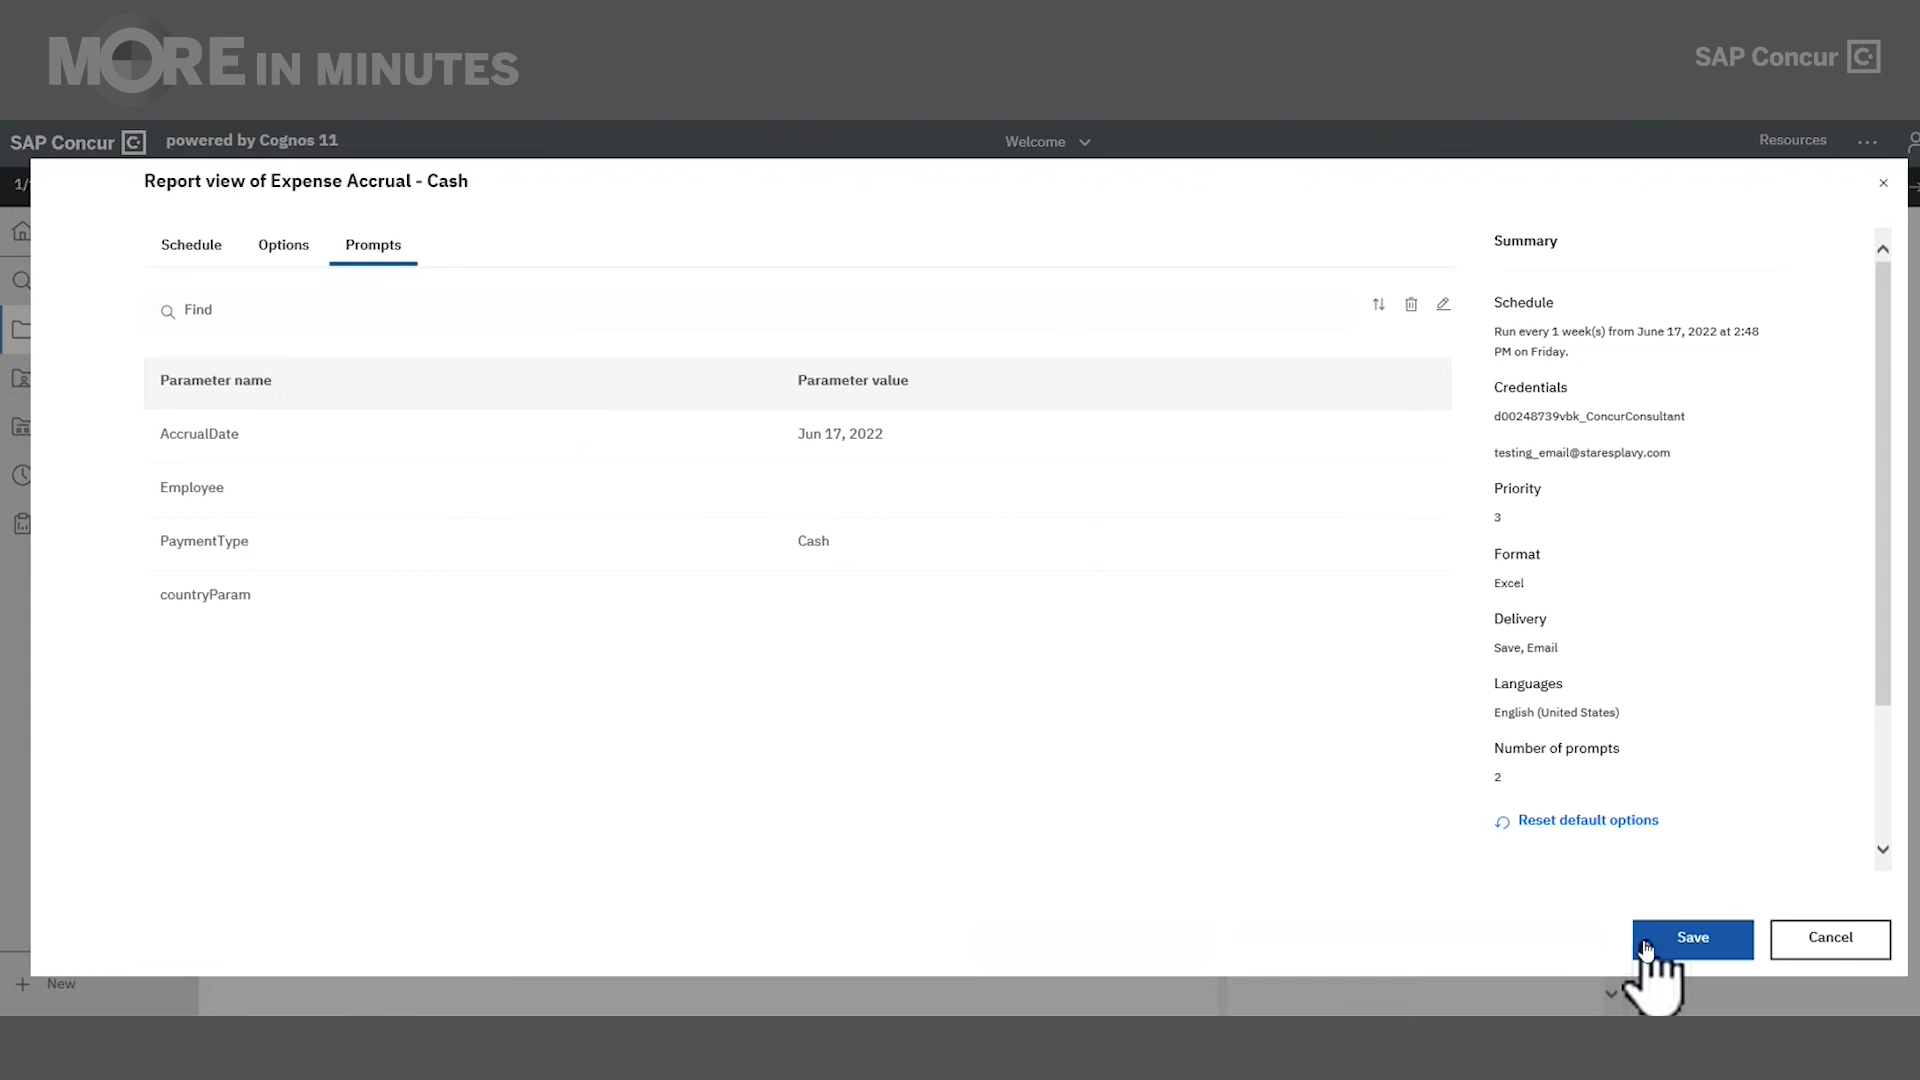 MORE IN MINUTES
SAP Concur
SAP Concur powered by Cognos 11
Welcome
Resources
1/
Report view of Expense Accrual - Cash
Schedule
Options
Prompts
Find
Parameter name
Parameter value
AccrualDate
Jun 17, 2022
Employee
PaymentType
Cash
countryParam
Summary
Schedule
Run every 1 week(s) from June 17, 2022 at 2:48
PM on Friday.
Credentials
d00248739vbk_ConcurConsultant
testing_email@staresplavy.com
Priority
3
Format
Excel
Delivery
Save, Email
Languages
English (United States)
Number of prompts
2
Reset default options
Save
Cancel
New